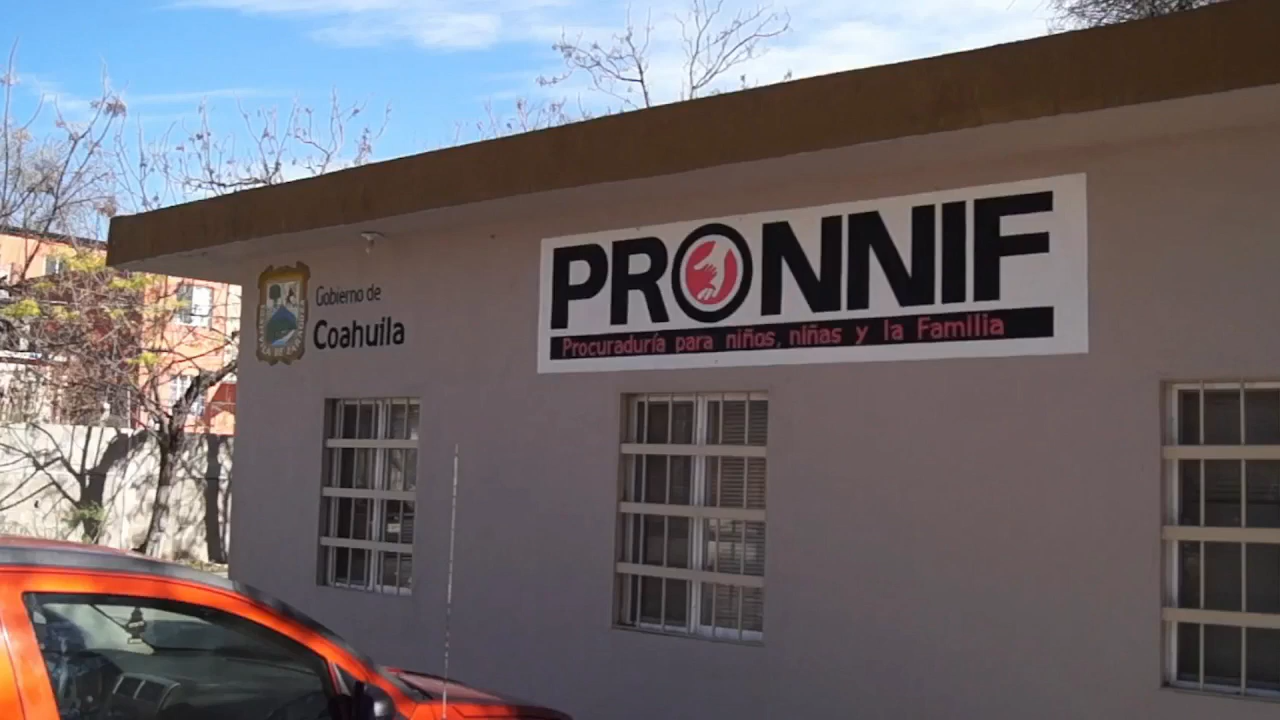 Gobierno de
Coahuila
PRONNIF
Procuraduría para niños, niñas y la Familia